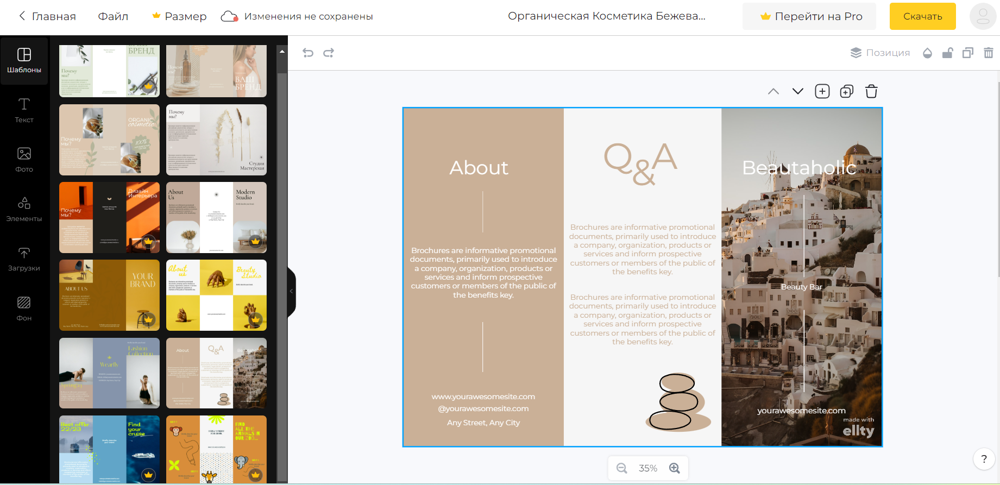 Главная
Файл
Размер
Изменения не сохранены
Органическая Косметика Бежева...
Перейти на Pro
Скачать
Шаблоны
Текст
Фото
Элементы
Загрузки
Фон
БРЕНД
Почему
мы?
Почему
мы?
ВАШ
БРЕНД
ORGANIC
cosmetic
Почему
мы?
100%
Почему
мы?
Студия
Мастерская
Дизайн
Интерьера
Почему
мы?
About
Us
Modern
Studio
ABOUT US
YOUR
BRAND
About
us
Beauty
Studio
Fashion
Collection
Wearfly
Spring23
About
Q&A
Beautaholic
Best offer
22/23
Find
your
cruise
FIND
ALL THE
ANIMALS IN
OUR ZOO...
Позиция
About
Brochures are informative promotional
documents, primarily used to introduce
a company, organization, products or
services and inform prospective
customers or members of the public of
the benefits key.
www.yourawesomesite.com
@yourawesomesite.com
Any Street, Any City
Q&A
Brochures are informative promotional
documents, primarily used to introduce
a company, organization, products or
services and inform prospective
customers or members of the public of
the benefits key.
Brochures are informative promotional
documents, primarily used to introduce
a company, organization, products or
services and inform prospective
customers or members of the public of
the benefits key.
Beautaholic
Beauty Bar
yourawesomesite.com
made with
ellty
35%
?